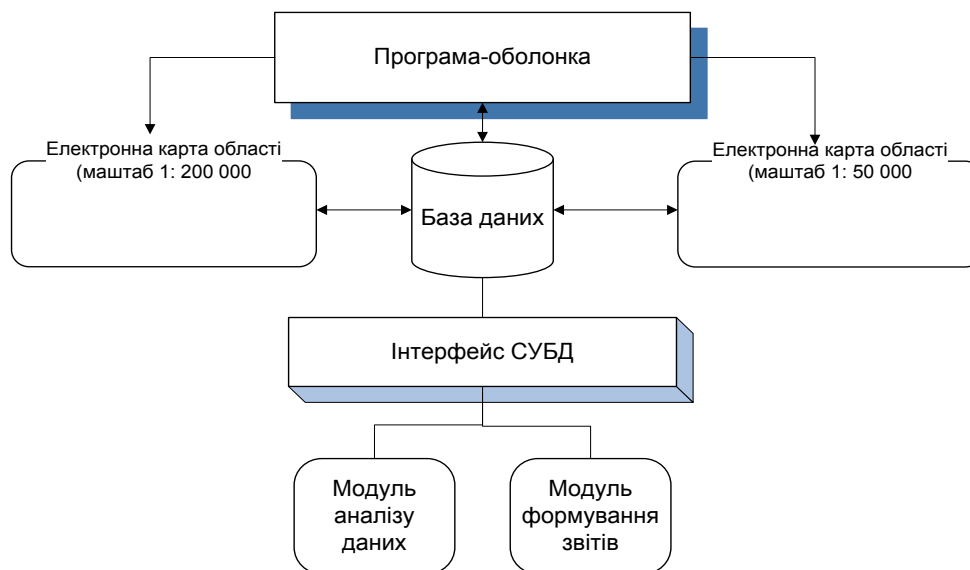 Програма-оболонка
Електронна карта області
(маштаб 1: 200 000
Електронна карта області
(маштаб 1: 50 000
База даних
Інтерфейс СУБД
Модуль
аналізу
даних
Модуль
формування
звітів